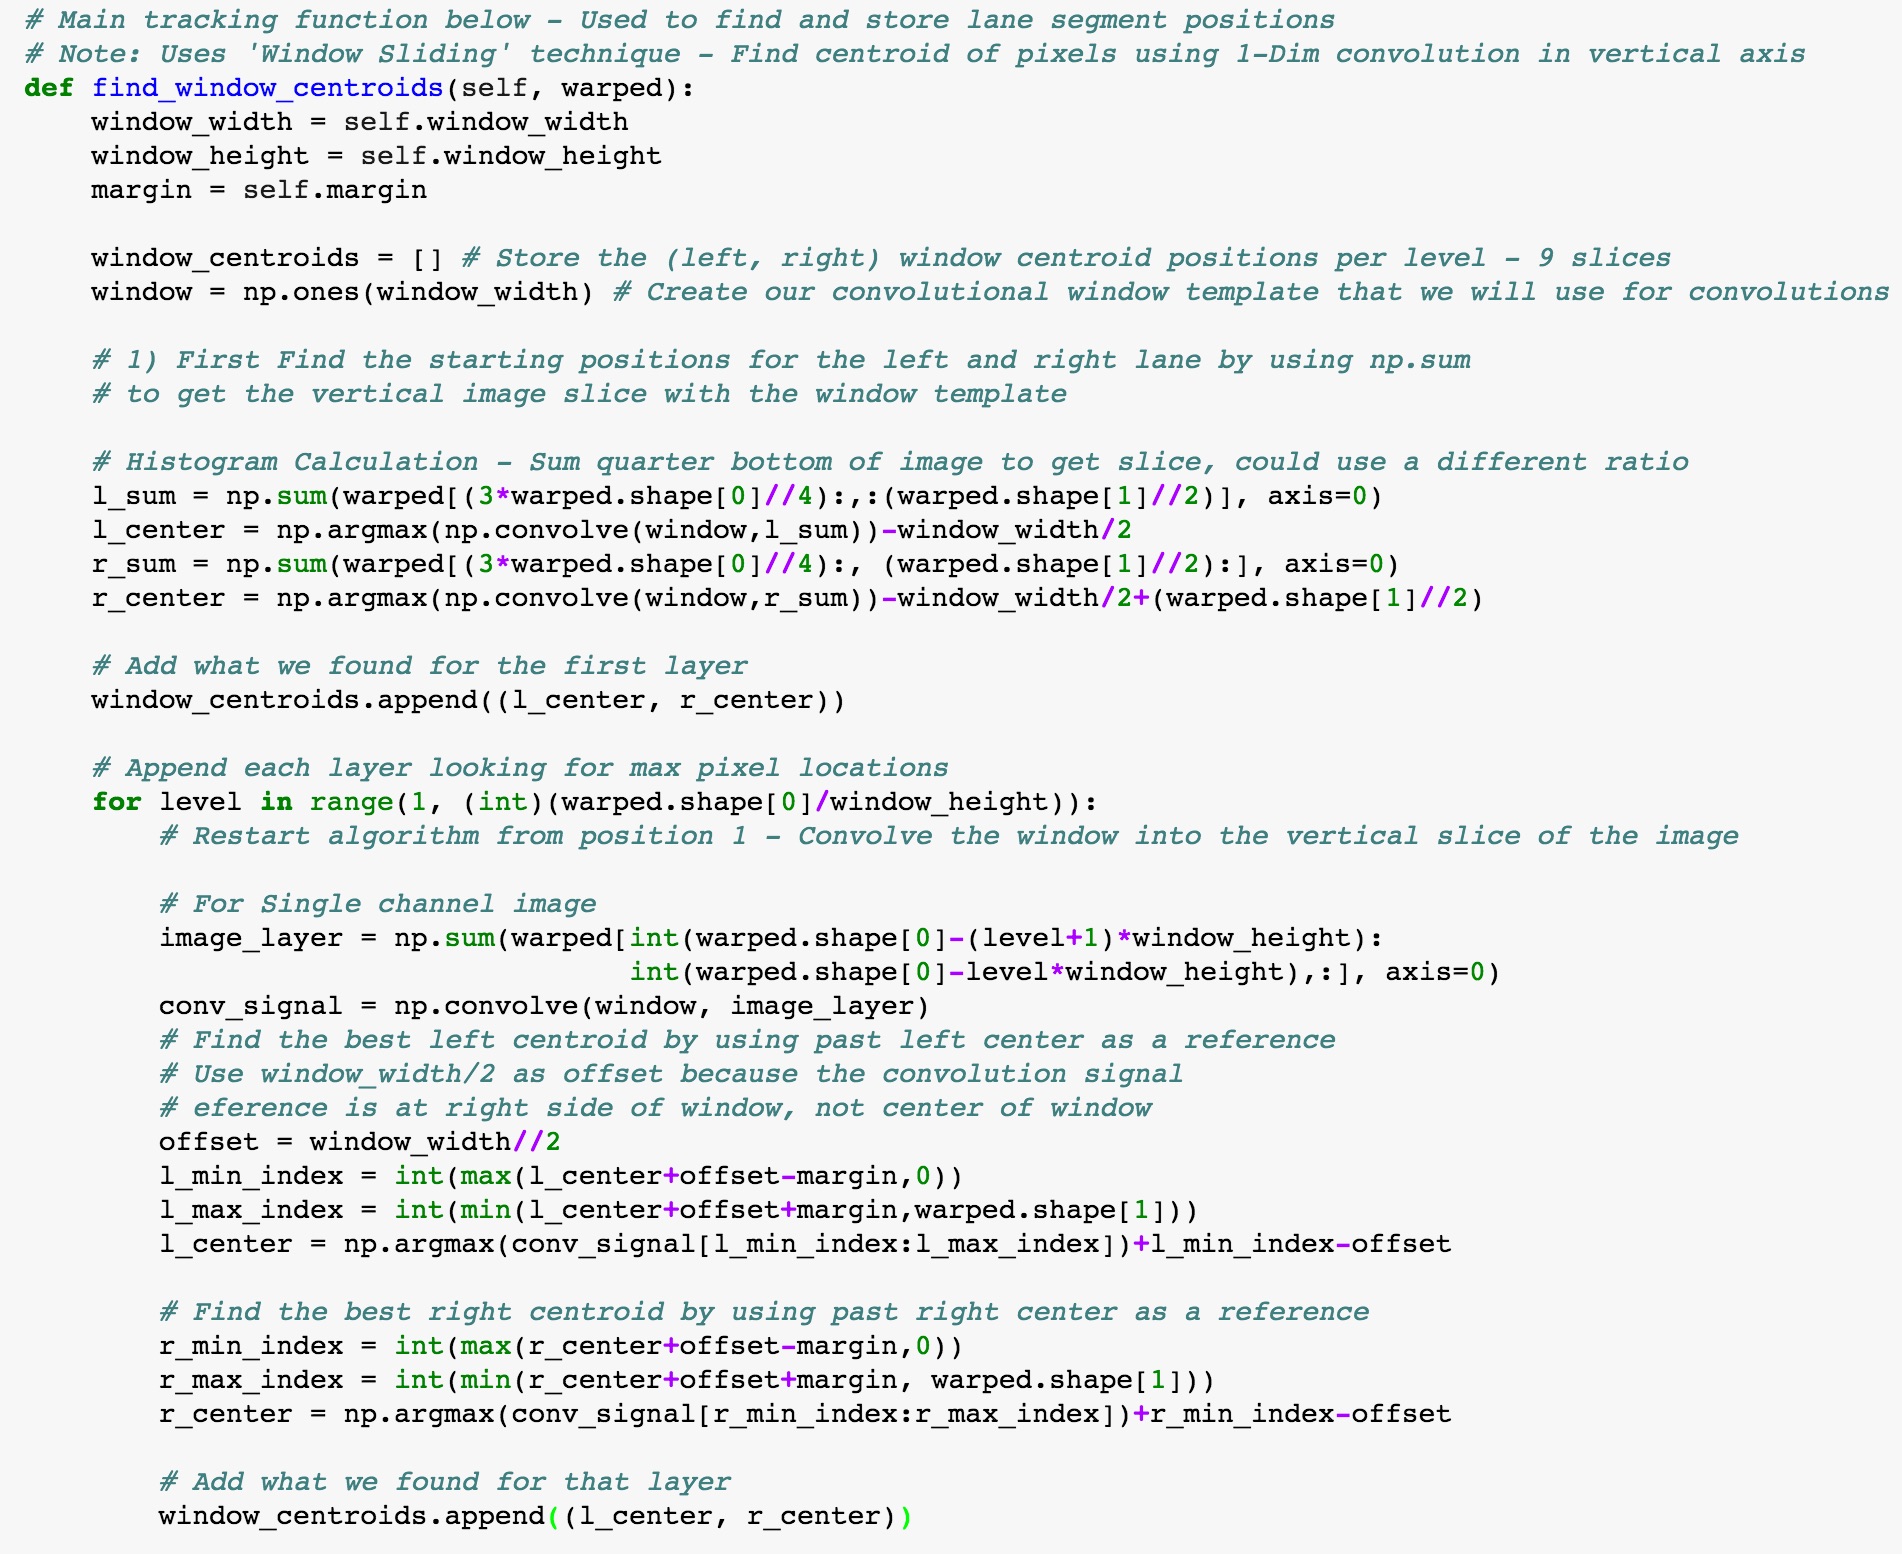 # Main tracking function below - Used to find and store lane segment positions
# Note: Uses 'Window Sliding' technique - Find centroid of pixels using 1-Dim convolution in vertical axis
def find_window_centroids(self, warped):
    window_width = self.window_width
    window_height = self.window_height
    margin = self.margin

    window_centroids = [] # Store the (left, right) window centroid positions per level - 9 slices
    window = np.ones(window_width) # Create our convolutional window template that we will use for convolutions

    # 1) First Find the starting positions for the left and right lane by using np.sum
    # to get the vertical image slice with the window template

    # Histogram Calculation - Sum quarter bottom of image to get slice, could use a different ratio
    l_sum = np.sum(warped[(3*warped.shape[0]//4):,:(warped.shape[1]//2)], axis=0)
    l_center = np.argmax(np.convolve(window,l_sum))-window_width/2
    r_sum = np.sum(warped[(3*warped.shape[0]//4):, (warped.shape[1]//2):], axis=0)
    r_center = np.argmax(np.convolve(window,r_sum))-window_width/2+(warped.shape[1]//2)

    # Add what we found for the first layer
    window_centroids.append((l_center, r_center))

    # Append each layer looking for max pixel locations
    for level in range(1, (int)(warped.shape[0]/window_height)):
        # Restart algorithm from position 1 - Convolve the window into the vertical slice of the image

        # For Single channel image
        image_layer = np.sum(warped[int(warped.shape[0]-(level+1)*window_height):
                                    int(warped.shape[0]-level*window_height),:], axis=0)
        conv_signal = np.convolve(window, image_layer)
        # Find the best left centroid by using past left center as a reference
        # Use window_width/2 as offset because the convolution signal
        # eference is at right side of window, not center of window
        offset = window_width//2
        l_min_index = int(max(l_center+offset-margin,0))
        l_max_index = int(min(l_center+offset+margin,warped.shape[1]))
        l_center = np.argmax(conv_signal[l_min_index:l_max_index])+l_min_index-offset

        # Find the best right centroid by using past right center as a reference
        r_min_index = int(max(r_center+offset-margin,0))
        r_max_index = int(min(r_center+offset+margin, warped.shape[1]))
        r_center = np.argmax(conv_signal[r_min_index:r_max_index])+r_min_index-offset

        # Add what we found for that layer
        window_centroids.append((l_center, r_center))